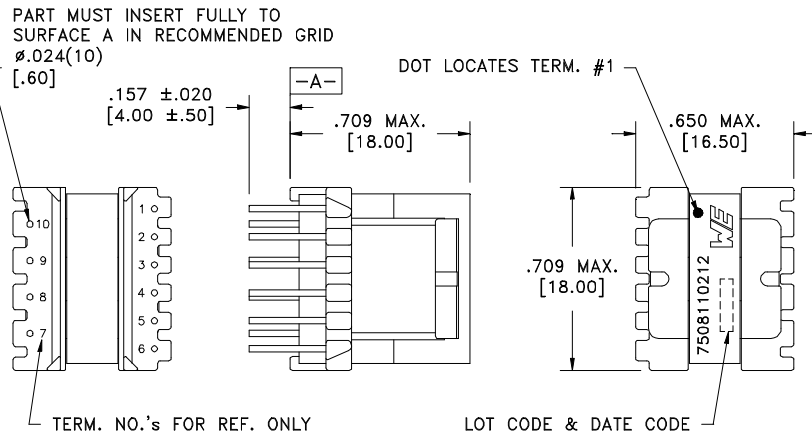 PART MUST INSERT FULLY TO
SURFACE A IN RECOMMENDED GRID
ø.024(10)
[.60]
.157 ±.020
[4.00 ±.50]
-A-
.709 MAX.
[18.00]
DOT LOCATES TERM. #1
.650 MAX.
[16.50]
10
9
8
7
1
2
3
4
5
6
.709 MAX.
[18.00]
WE
7508110212
TERM. NO.'s FOR REF. ONLY
LOT CODE & DATE CODE